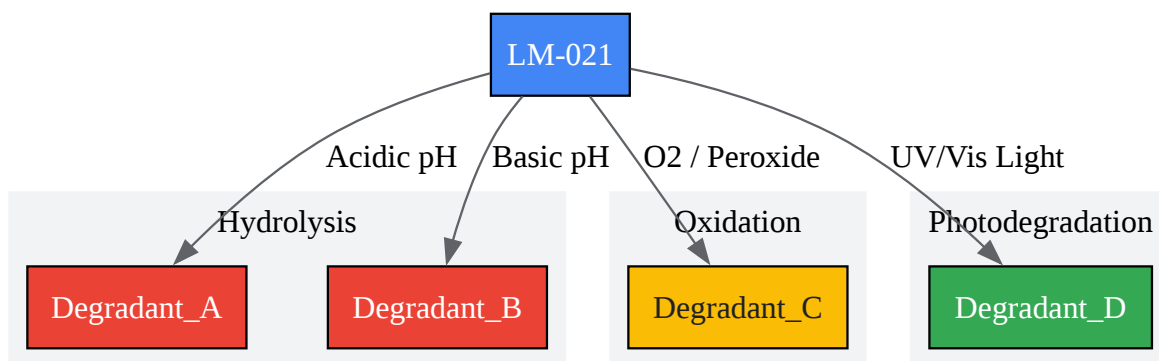 LM-021
Acidic pH
Basic pH
O2 / Peroxide
UV/Vis Light
Hydrolysis
Oxidation
Photodegradation
Degradant_A
Degradant_B
Degradant_C
Degradant_D